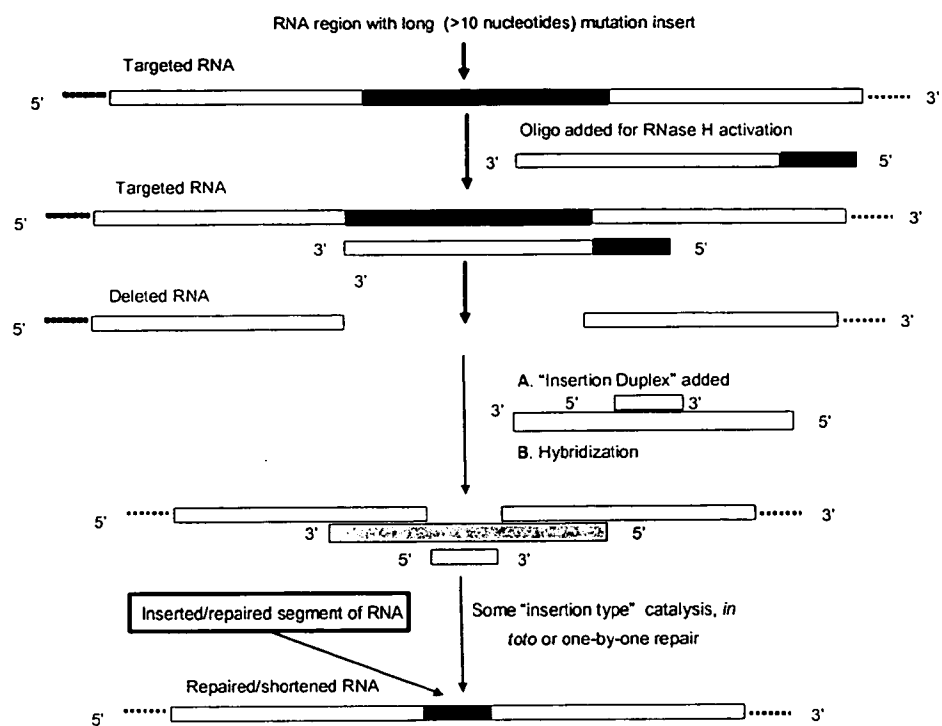 RNA region with long (>10 nucleotides) mutation insert
Targeted RNA
5' 3'
Oligo added for RNase H activation
3' 5'
Targeted RNA
5' 3'
3' 5'
3'
Deleted RNA
5' 3'
A. "Insertion Duplex" added
3' 5' 3' 5'
B. Hybridization
5' 3'
3' 5'
5' 3'
Inserted/repaired segment of RNA
Some "insertion type" catalysis, in
toto or one-by-one repair
Repaired/shortened RNA
5' 3'